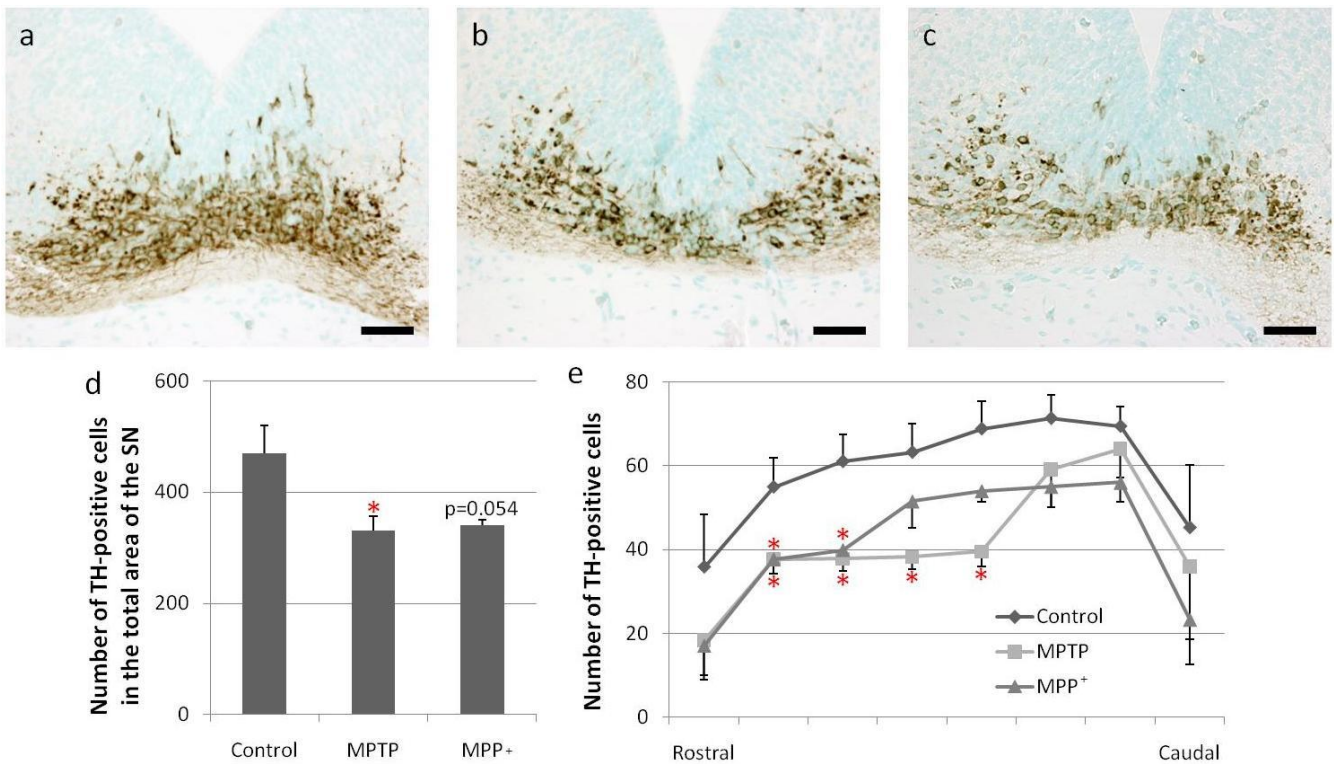 a
b
c
d
Number of TH-positive cells
in the total area of the SN
600
400
200
0
*
p=0.054
Control
MPTP
MPP+
e
Number of TH-positive cells
80
60
40
20
0
* *
* * * *
Control
MPTP
MPP+
Rostral
Caudal